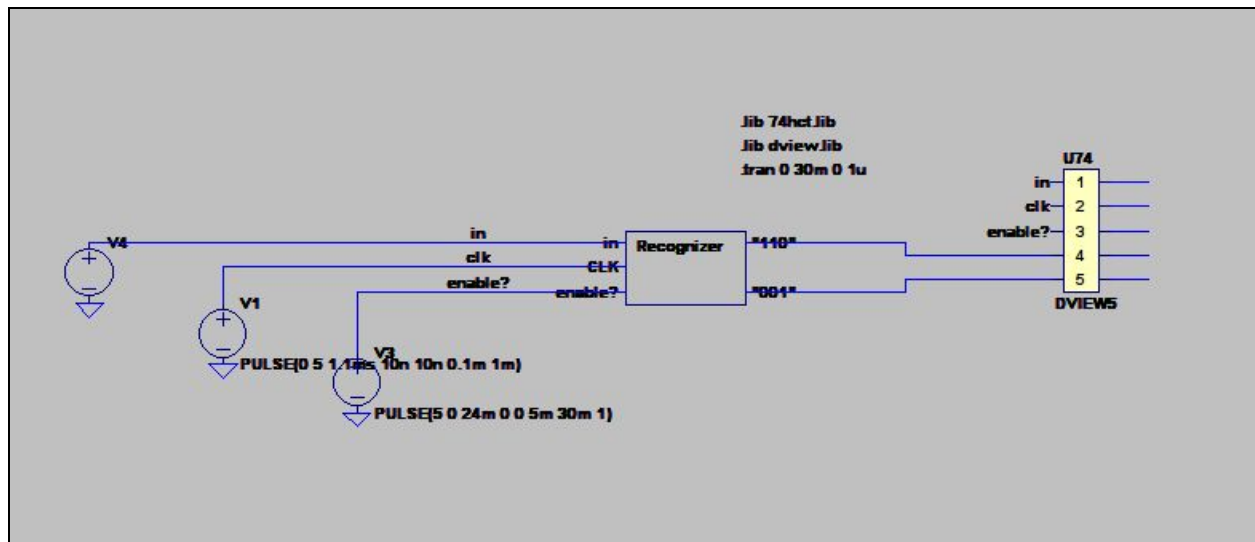 .lib 74hct.lib
.lib dview.lib
.tran 0 30m 0 1u
U74
in 1
clk 2
enable? 3
4
5
DVIEW5
V4
in
clk
enable?
in
CLK
enable?
Recognizer
"110"
"001"
V1
PULSE(0 5 1.1ms 10n 10n 0.1m 1m)
V3
PULSE(5 0 24m 0 0 5m 30m 1)